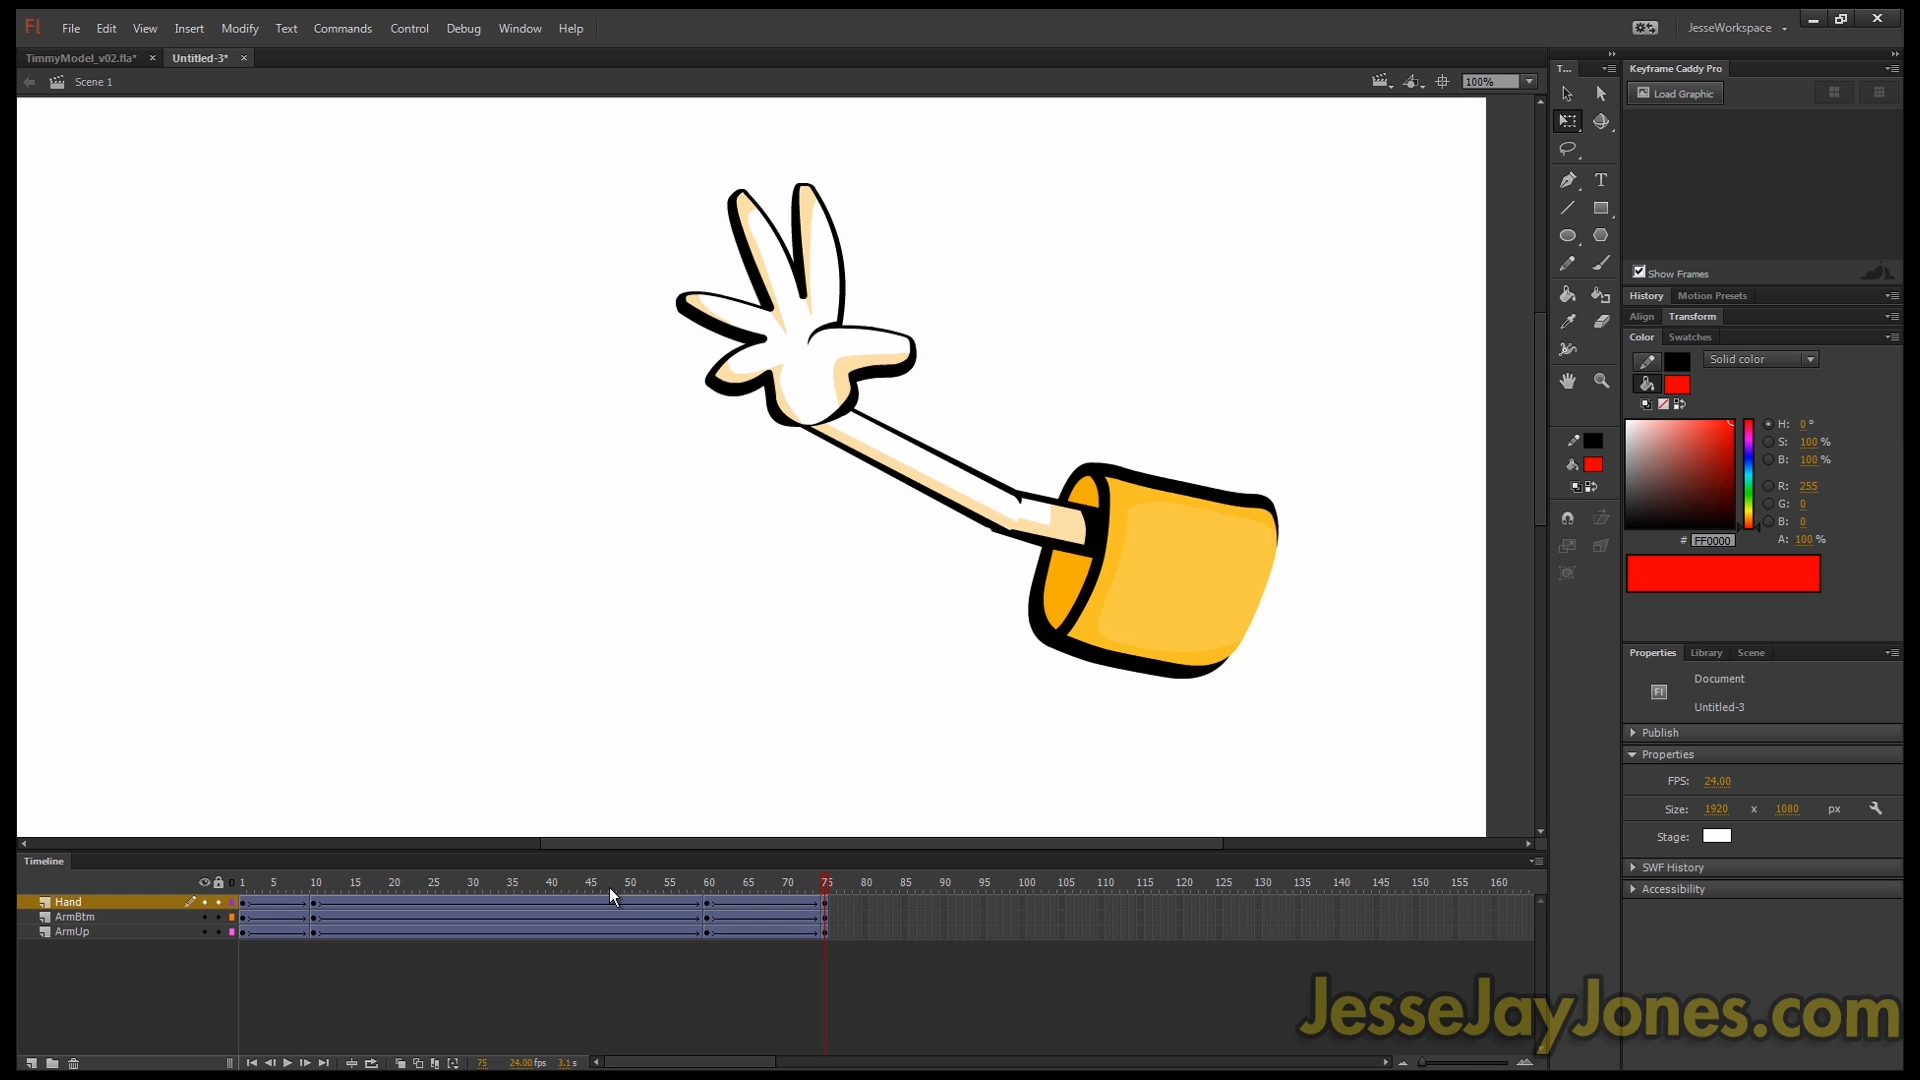 Fl File Edit View Insert Modify Text Commands Control Debug Window Help JesseWorkspace
TimmyModel_v02.fla* × Untitled-3* ×
Scene 1 100%
T...
Keyframe Caddy Pro
Load Graphic
Show Frames
History Motion Presets
Align Transform
Color Swatches
Solid color
H: 0 °
S: 100 %
B: 100 %
R: 255
G: 0
B: 0
# FF0000 A: 100 %
Properties Library Scene
Document
Fl
Untitled-3
Publish
Properties
FPS: 24.00
Size: 1920 x 1080 px
Stage:
SWF History
Accessibility
Timeline
1 5 10 15 20 25 30 35 40 45 50 55 60 65 70 75 80 85 90 95 100 105 110 115 120 125 130 135 140 145 150 155 160
Hand
ArmBtm
ArmUp
75 24.00 fps 3.1 s
JesseJayJones.com